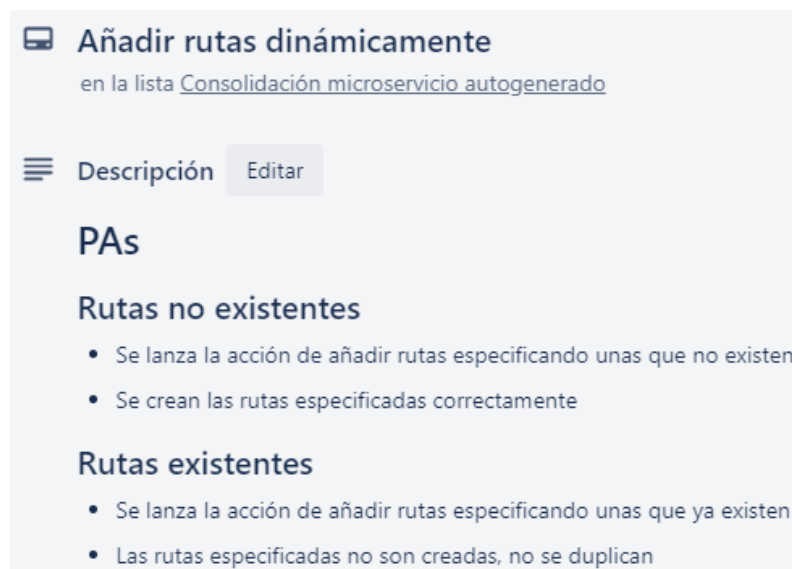 Añadir rutas dinámicamente
en la lista Consolidación microservicio autogenerado
Descripción Editar
PAs
Rutas no existentes
Se lanza la acción de añadir rutas especificando unas que no existen
Se crean las rutas especificadas correctamente
Rutas existentes
Se lanza la acción de añadir rutas especificando unas que ya existen
Las rutas especificadas no son creadas, no se duplican